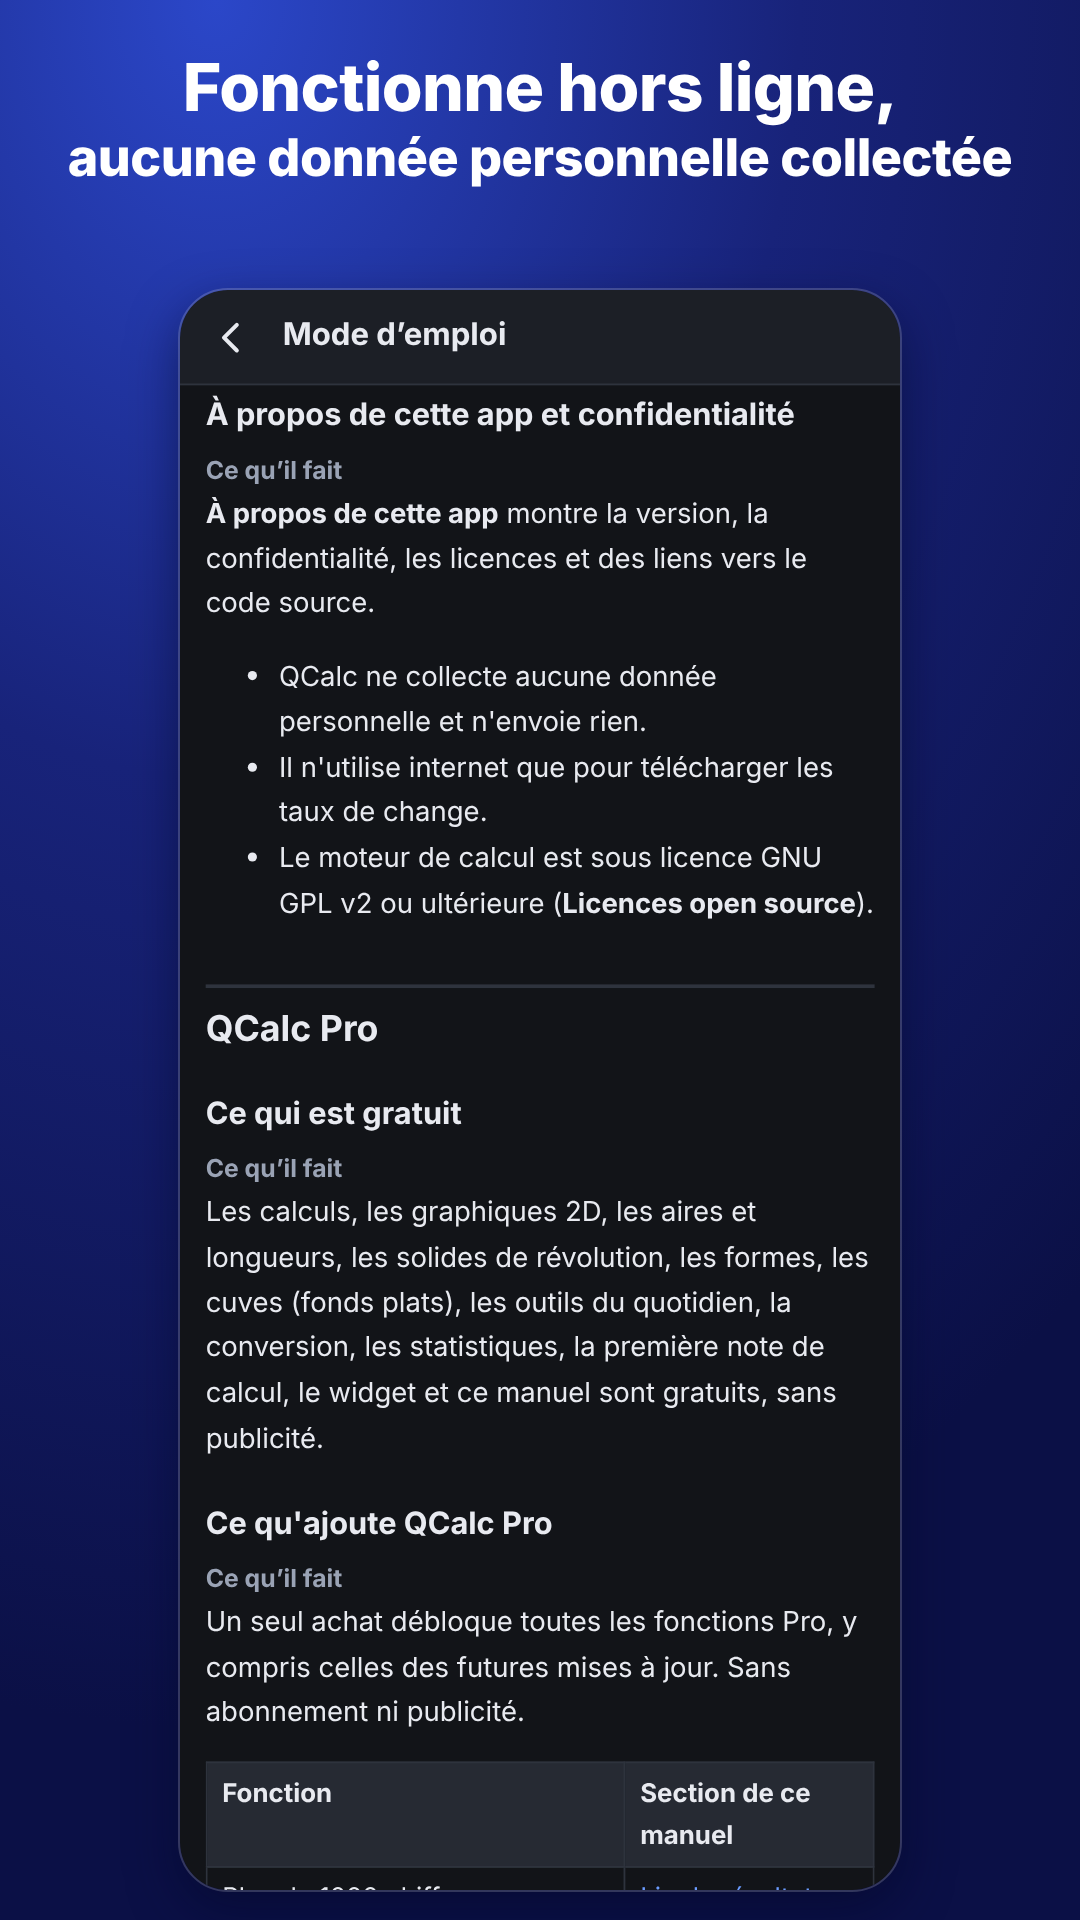 Fonctionne hors ligne,
aucune donnée personnelle collectée
Mode d’emploi
À propos de cette app et confidentialité
Ce qu’il fait
À propos de cette app montre la version, la
confidentialité, les licences et des liens vers le
code source.
• QCalc ne collecte aucune donnée
personnelle et n'envoie rien.
• Il n'utilise internet que pour télécharger les
taux de change.
• Le moteur de calcul est sous licence GNU
GPL v2 ou ultérieure (Licences open source).
QCalc Pro
Ce qui est gratuit
Ce qu’il fait
Les calculs, les graphiques 2D, les aires et
longueurs, les solides de révolution, les formes, les
cuves (fonds plats), les outils du quotidien, la
conversion, les statistiques, la première note de
calcul, le widget et ce manuel sont gratuits, sans
publicité.
Ce qu'ajoute QCalc Pro
Ce qu’il fait
Un seul achat débloque toutes les fonctions Pro, y
compris celles des futures mises à jour. Sans
abonnement ni publicité.
Fonction
Section de ce
manuel